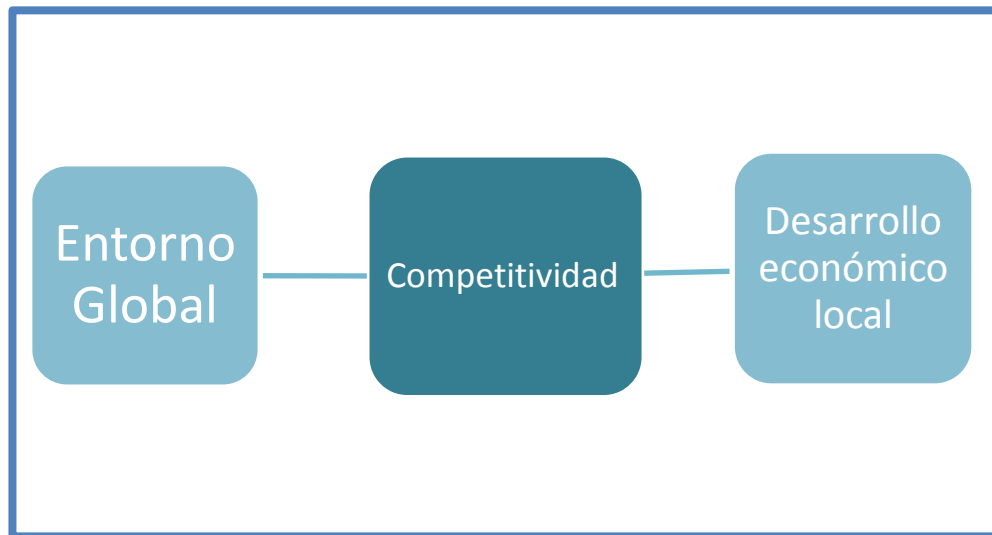 Entorno
Global
Competitividad
Desarrollo
económico
local